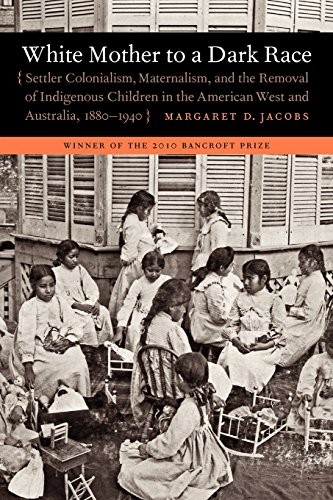 White Mother to a Dark Race
{ Settler Colonialism, Maternalism, and the Removal
of Indigenous Children in the American West and
Australia, 1880–1940 } MARGARET D. JACOBS
WINNER OF THE 2010 BANCROFT PRIZE